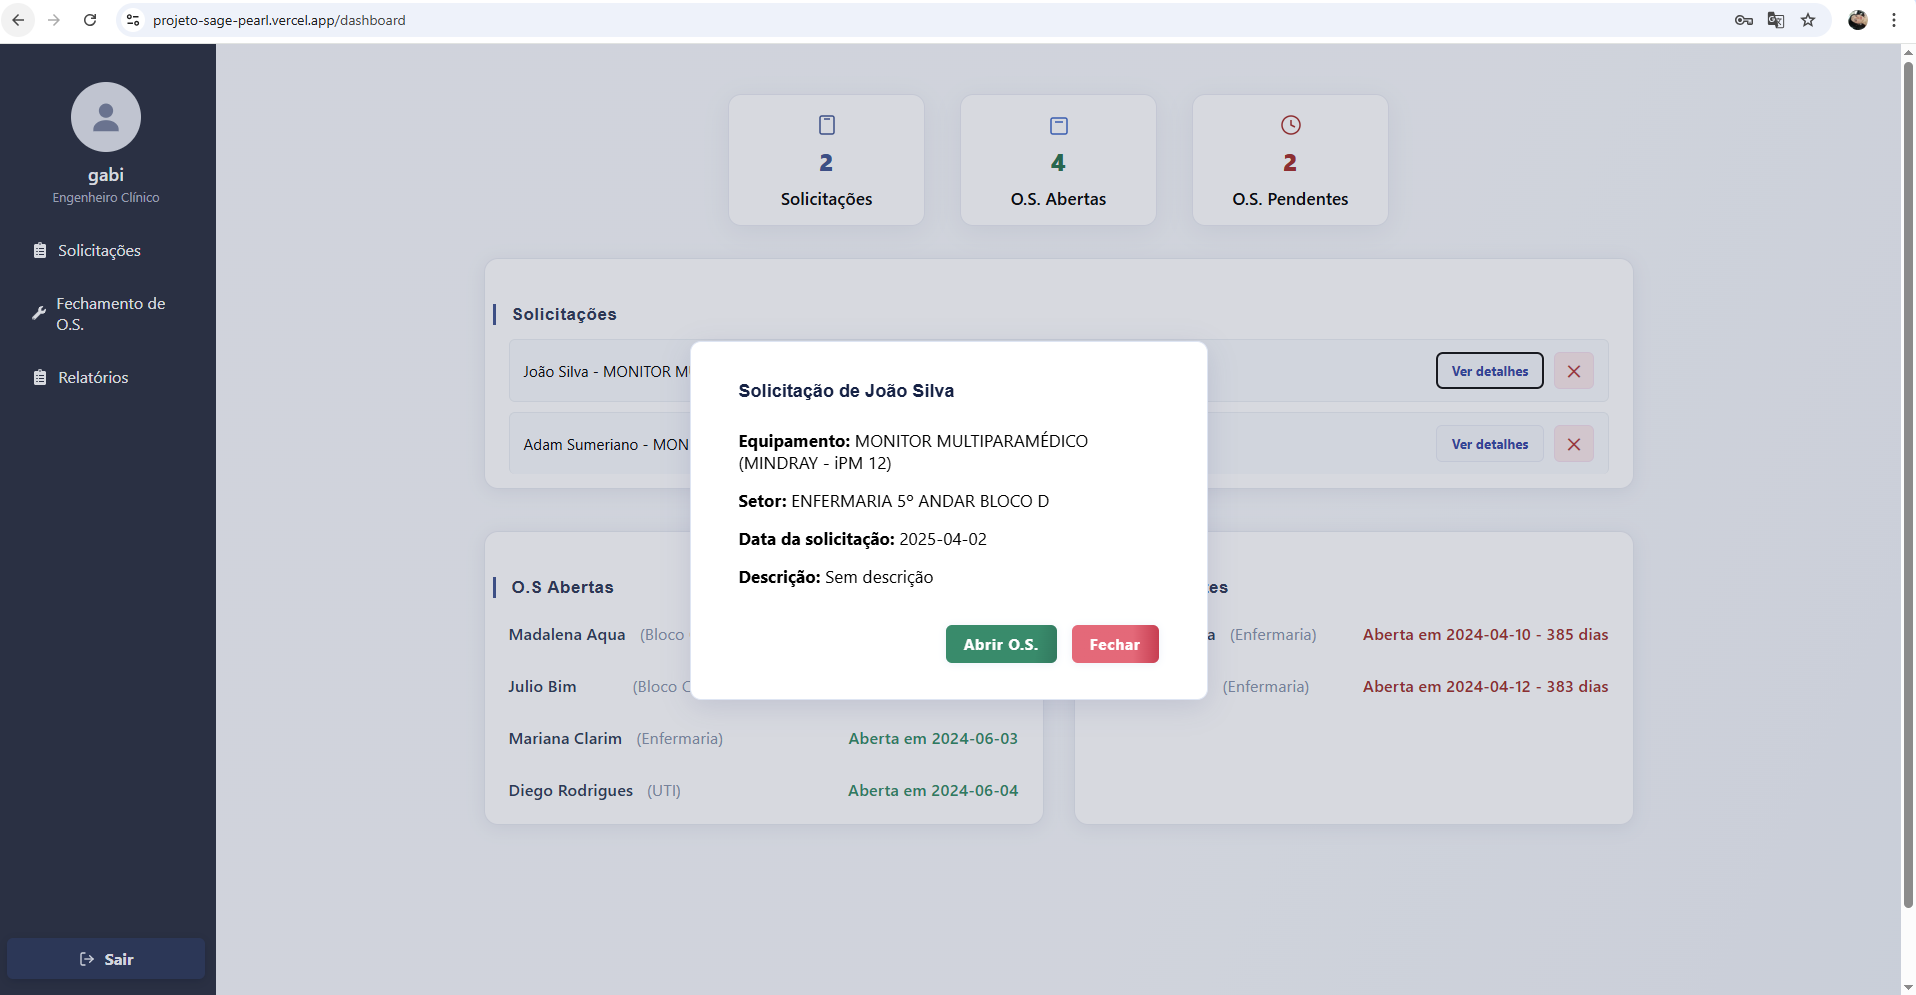 projeto-sage-pearl.vercel.app/dashboard
gabi
Engenheiro Clínico
Solicitações
Fechamento de
O.S.
Relatórios
Sair
2
Solicitações
4
O.S. Abertas
2
O.S. Pendentes
Solicitações
João Silva - MONITOR
Ver detalhes
Adam Sumeriano - MON
Ver detalhes
Solicitação de João Silva
Equipamento: MONITOR MULTIPARAMÉDICO
(MINDRAY - iPM 12)
Setor: ENFERMARIA 5º ANDAR BLOCO D
Data da solicitação: 2025-04-02
Descrição: Sem descrição
Abrir O.S.
Fechar
O.S Abertas
Madalena Aqua (Bloco
Julio Bim (Bloco
Mariana Clarim (Enfermaria) Aberta em 2024-06-03
Diego Rodrigues (UTI) Aberta em 2024-06-04
(Enfermaria) Aberta em 2024-04-10 - 385 dias
(Enfermaria) Aberta em 2024-04-12 - 383 dias